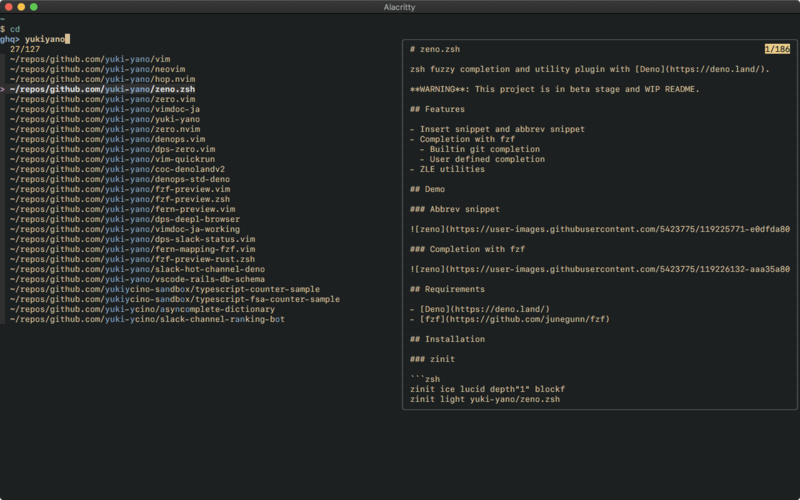 Alacritty
~
$ cd
ghq> yukiyano
27/127
~/repos/github.com/yuki-yano/vim
~/repos/github.com/yuki-yano/neovim
~/repos/github.com/yuki-yano/hop.nvim
> ~/repos/github.com/yuki-yano/zeno.zsh
~/repos/github.com/yuki-yano/zero.vim
~/repos/github.com/yuki-yano/vimdoc-ja
~/repos/github.com/yuki-yano/yuki-yano
~/repos/github.com/yuki-yano/zero.nvim
~/repos/github.com/yuki-yano/denops.vim
~/repos/github.com/yuki-yano/dps-zero.vim
~/repos/github.com/yuki-yano/vim-quickrun
~/repos/github.com/yuki-yano/coc-denolandv2
~/repos/github.com/yuki-yano/denops-std-deno
~/repos/github.com/yuki-yano/fzf-preview.vim
~/repos/github.com/yuki-yano/fzf-preview.zsh
~/repos/github.com/yuki-yano/fern-preview.vim
~/repos/github.com/yuki-yano/dps-deepl-browser
~/repos/github.com/yuki-yano/vimdoc-ja-working
~/repos/github.com/yuki-yano/dps-slack-status.vim
~/repos/github.com/yuki-yano/fern-mapping-fzf.vim
~/repos/github.com/yuki-yano/fzf-preview-rust.zsh
~/repos/github.com/yuki-yano/slack-hot-channel-deno
~/repos/github.com/yuki-yano/vscode-rails-db-schema
~/repos/github.com/yukiycino-sandbox/typescript-counter-sample
~/repos/github.com/yukiycino-sandbox/typescript-fsa-counter-sample
~/repos/github.com/yuki-ycino/asyncomplete-dictionary
~/repos/github.com/yuki-ycino/slack-channel-ranking-bot
# zeno.zsh 1/186
zsh fuzzy completion and utility plugin with [Deno](https://deno.land/).
**WARNING**: This project is in beta stage and WIP README.
## Features
- Insert snippet and abbrev snippet
- Completion with fzf
- Builtin git completion
- User defined completion
- ZLE utilities
## Demo
### Abbrev snippet
![zeno](https://user-images.githubusercontent.com/5423775/119225771-e0dfda80
### Completion with fzf
![zeno](https://user-images.githubusercontent.com/5423775/119226132-aaa35a80
## Requirements
- [Deno](https://deno.land/)
- [fzf](https://github.com/junegunn/fzf)
## Installation
### zinit
```zsh
zinit ice lucid depth"1" blockf
zinit light yuki-yano/zeno.zsh